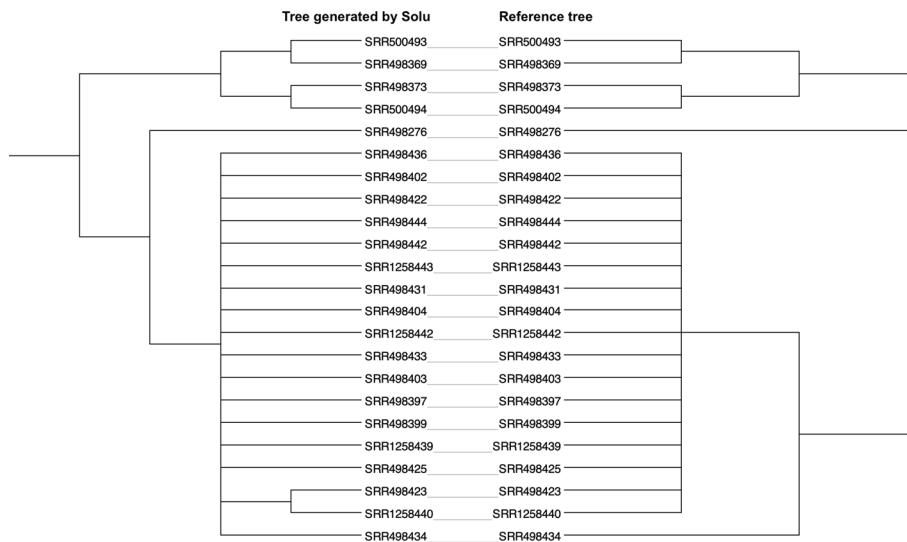 Tree generated by Solu Reference tree
SRR500493 SRR500493
SRR498369 SRR498369
SRR498373 SRR498373
SRR500494 SRR500494
SRR498276 SRR498276
SRR498436 SRR498436
SRR498402 SRR498402
SRR498422 SRR498422
SRR498444 SRR498444
SRR498442 SRR498442
SRR1258443 SRR1258443
SRR498431 SRR498431
SRR498404 SRR498404
SRR1258442 SRR1258442
SRR498433 SRR498433
SRR498403 SRR498403
SRR498397 SRR498397
SRR498399 SRR498399
SRR1258439 SRR1258439
SRR498425 SRR498425
SRR498423 SRR498423
SRR1258440 SRR1258440
SRR498434 SRR498434